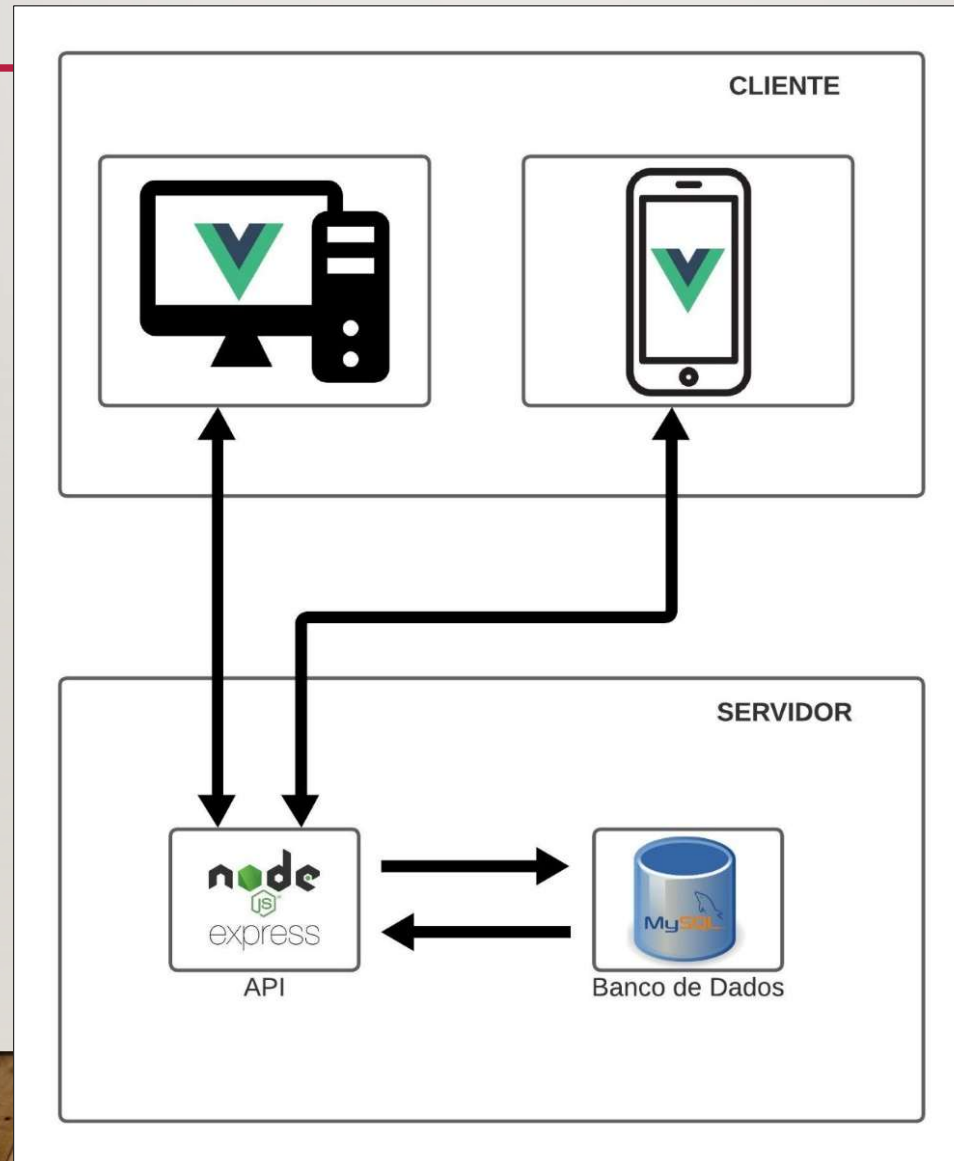 CLIENTE
SERVIDOR
node
JS
express
API
MySQL
Banco de Dados